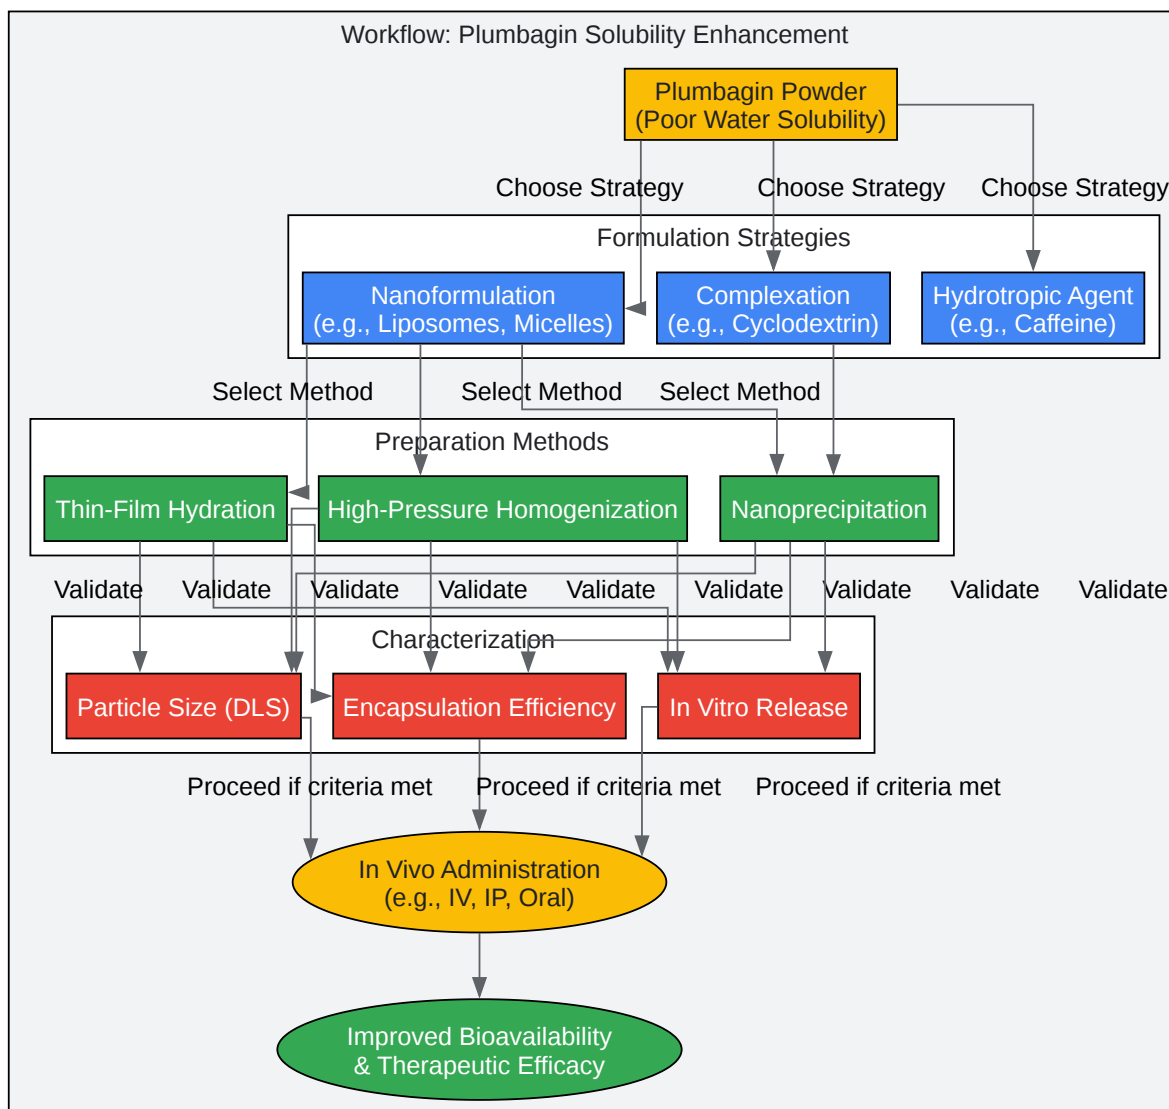 Workflow: Plumbagin Solubility Enhancement
Plumbagin Powder
(Poor Water Solubility)
Choose Strategy
Choose Strategy
Choose Strategy
Formulation Strategies
Nanoformulation
(e.g., Liposomes, Micelles)
Complexation
(e.g., Cyclodextrin)
Hydrotropic Agent
(e.g., Caffeine)
Select Method
Select Method
Select Method
Preparation Methods
Thin-Film Hydration
High-Pressure Homogenization
Nanoprecipitation
Validate
Validate
Validate
Validate
Validate
Validate
Validate
Validate
Validate
Characterization
Particle Size (DLS)
Encapsulation Efficiency
In Vitro Release
Proceed if criteria met
Proceed if criteria met
Proceed if criteria met
In Vivo Administration
(e.g., IV, IP, Oral)
Improved Bioavailability
& Therapeutic Efficacy